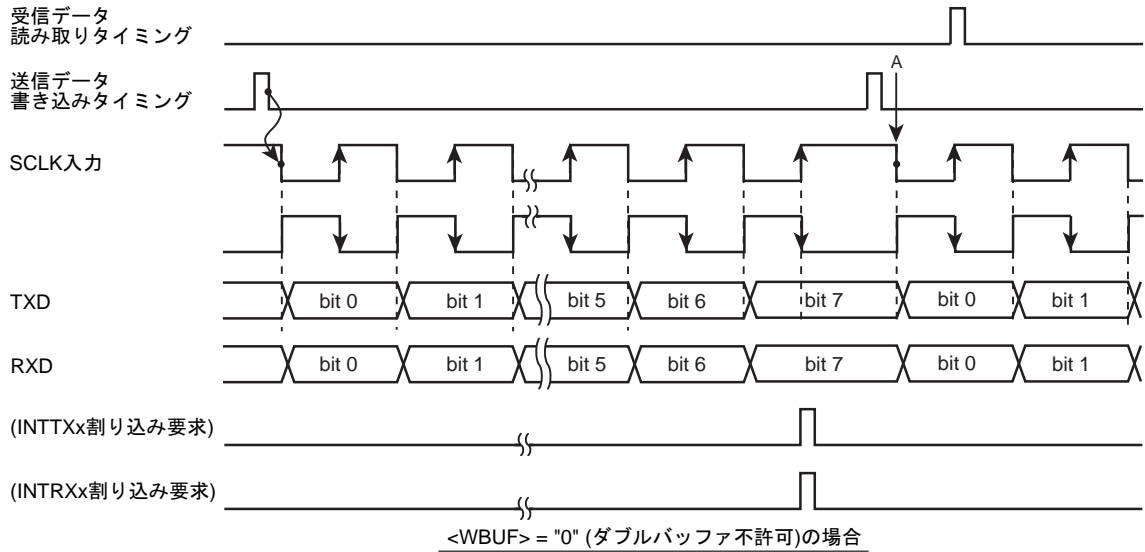 受信データ
読み取りタイミング
送信データ
書き込みタイミング
A
SCLK入力
TXD
bit 0 bit 1 bit 5 bit 6 bit 7 bit 0 bit 1
RXD
bit 0 bit 1 bit 5 bit 6 bit 7 bit 0 bit 1
(INTTXx割り込み要求)
(INTRXx割り込み要求)
<WBUF> = "0" (ダブルバッファ不許可)の場合